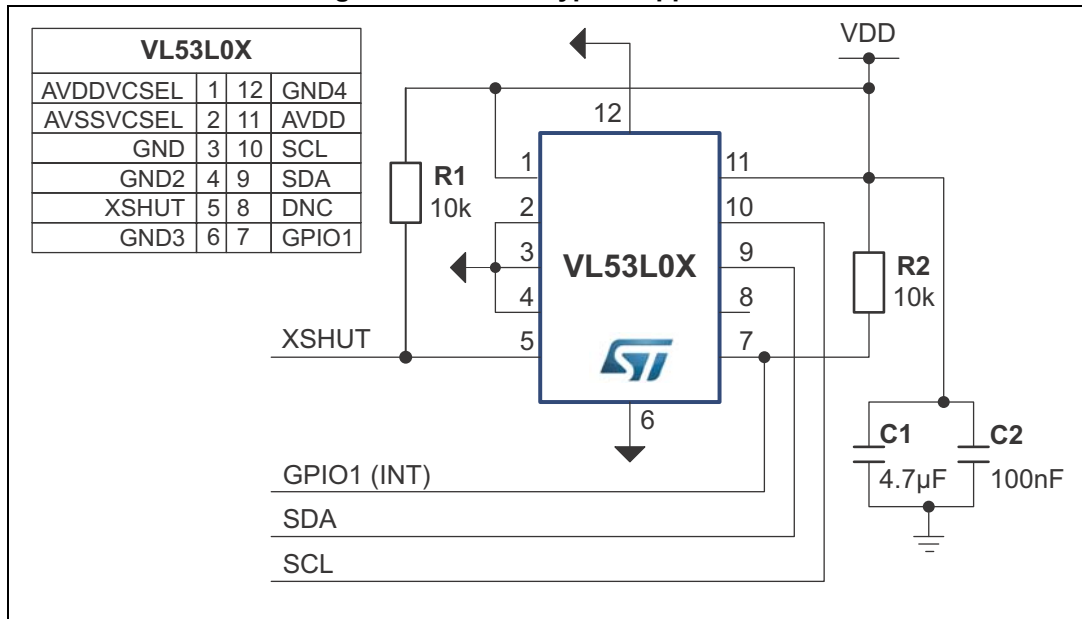 VL53L0X
AVDDVCSEL 1 12 GND4
AVSSVCSEL 2 11 AVDD
GND 3 10 SCL
GND2 4 9 SDA
XSHUT 5 8 DNC
GND3 6 7 GPIO1
VDD
12
1
11
R1
10k
2
10
3
VL53L0X
9
R2
10k
4
8
XSHUT
5
7
ST
6
C1
C2
GPIO1 (INT)
4.7µF
100nF
SDA
SCL